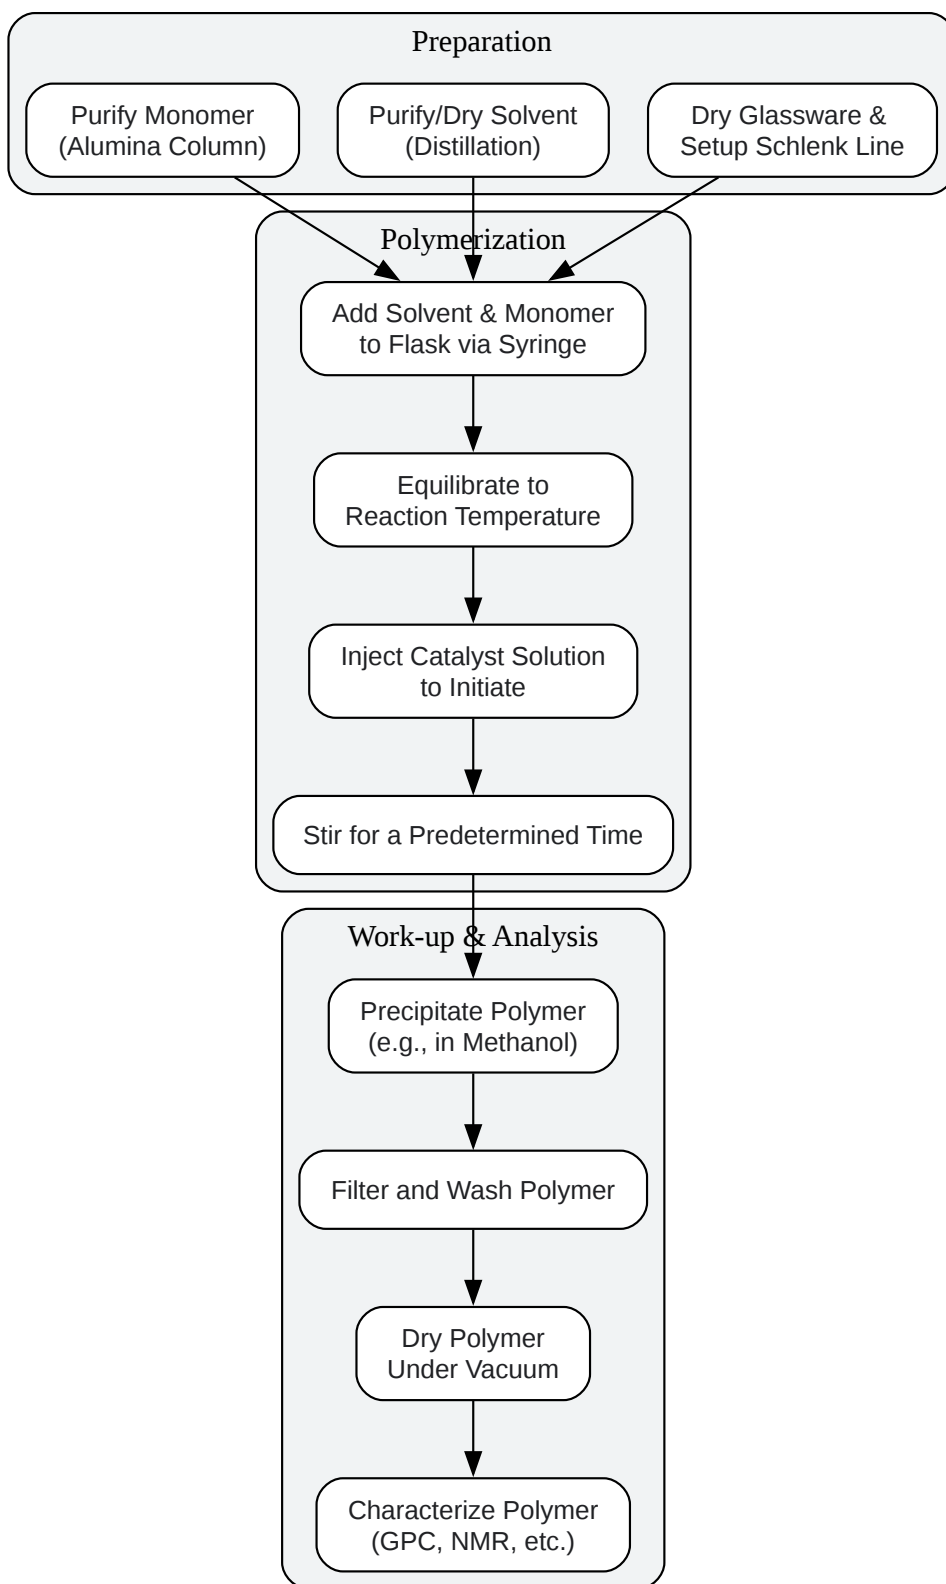 Preparation
Purify Monomer
(Alumina Column)
Purify/Dry Solvent
(Distillation)
Dry Glassware &
Setup Schlenk Line
Polymerization
Add Solvent & Monomer
to Flask via Syringe
Equilibrate to
Reaction Temperature
Inject Catalyst Solution
to Initiate
Stir for a Predetermined Time
Work-up & Analysis
Precipitate Polymer
(e.g., in Methanol)
Filter and Wash Polymer
Dry Polymer
Under Vacuum
Characterize Polymer
(GPC, NMR, etc.)